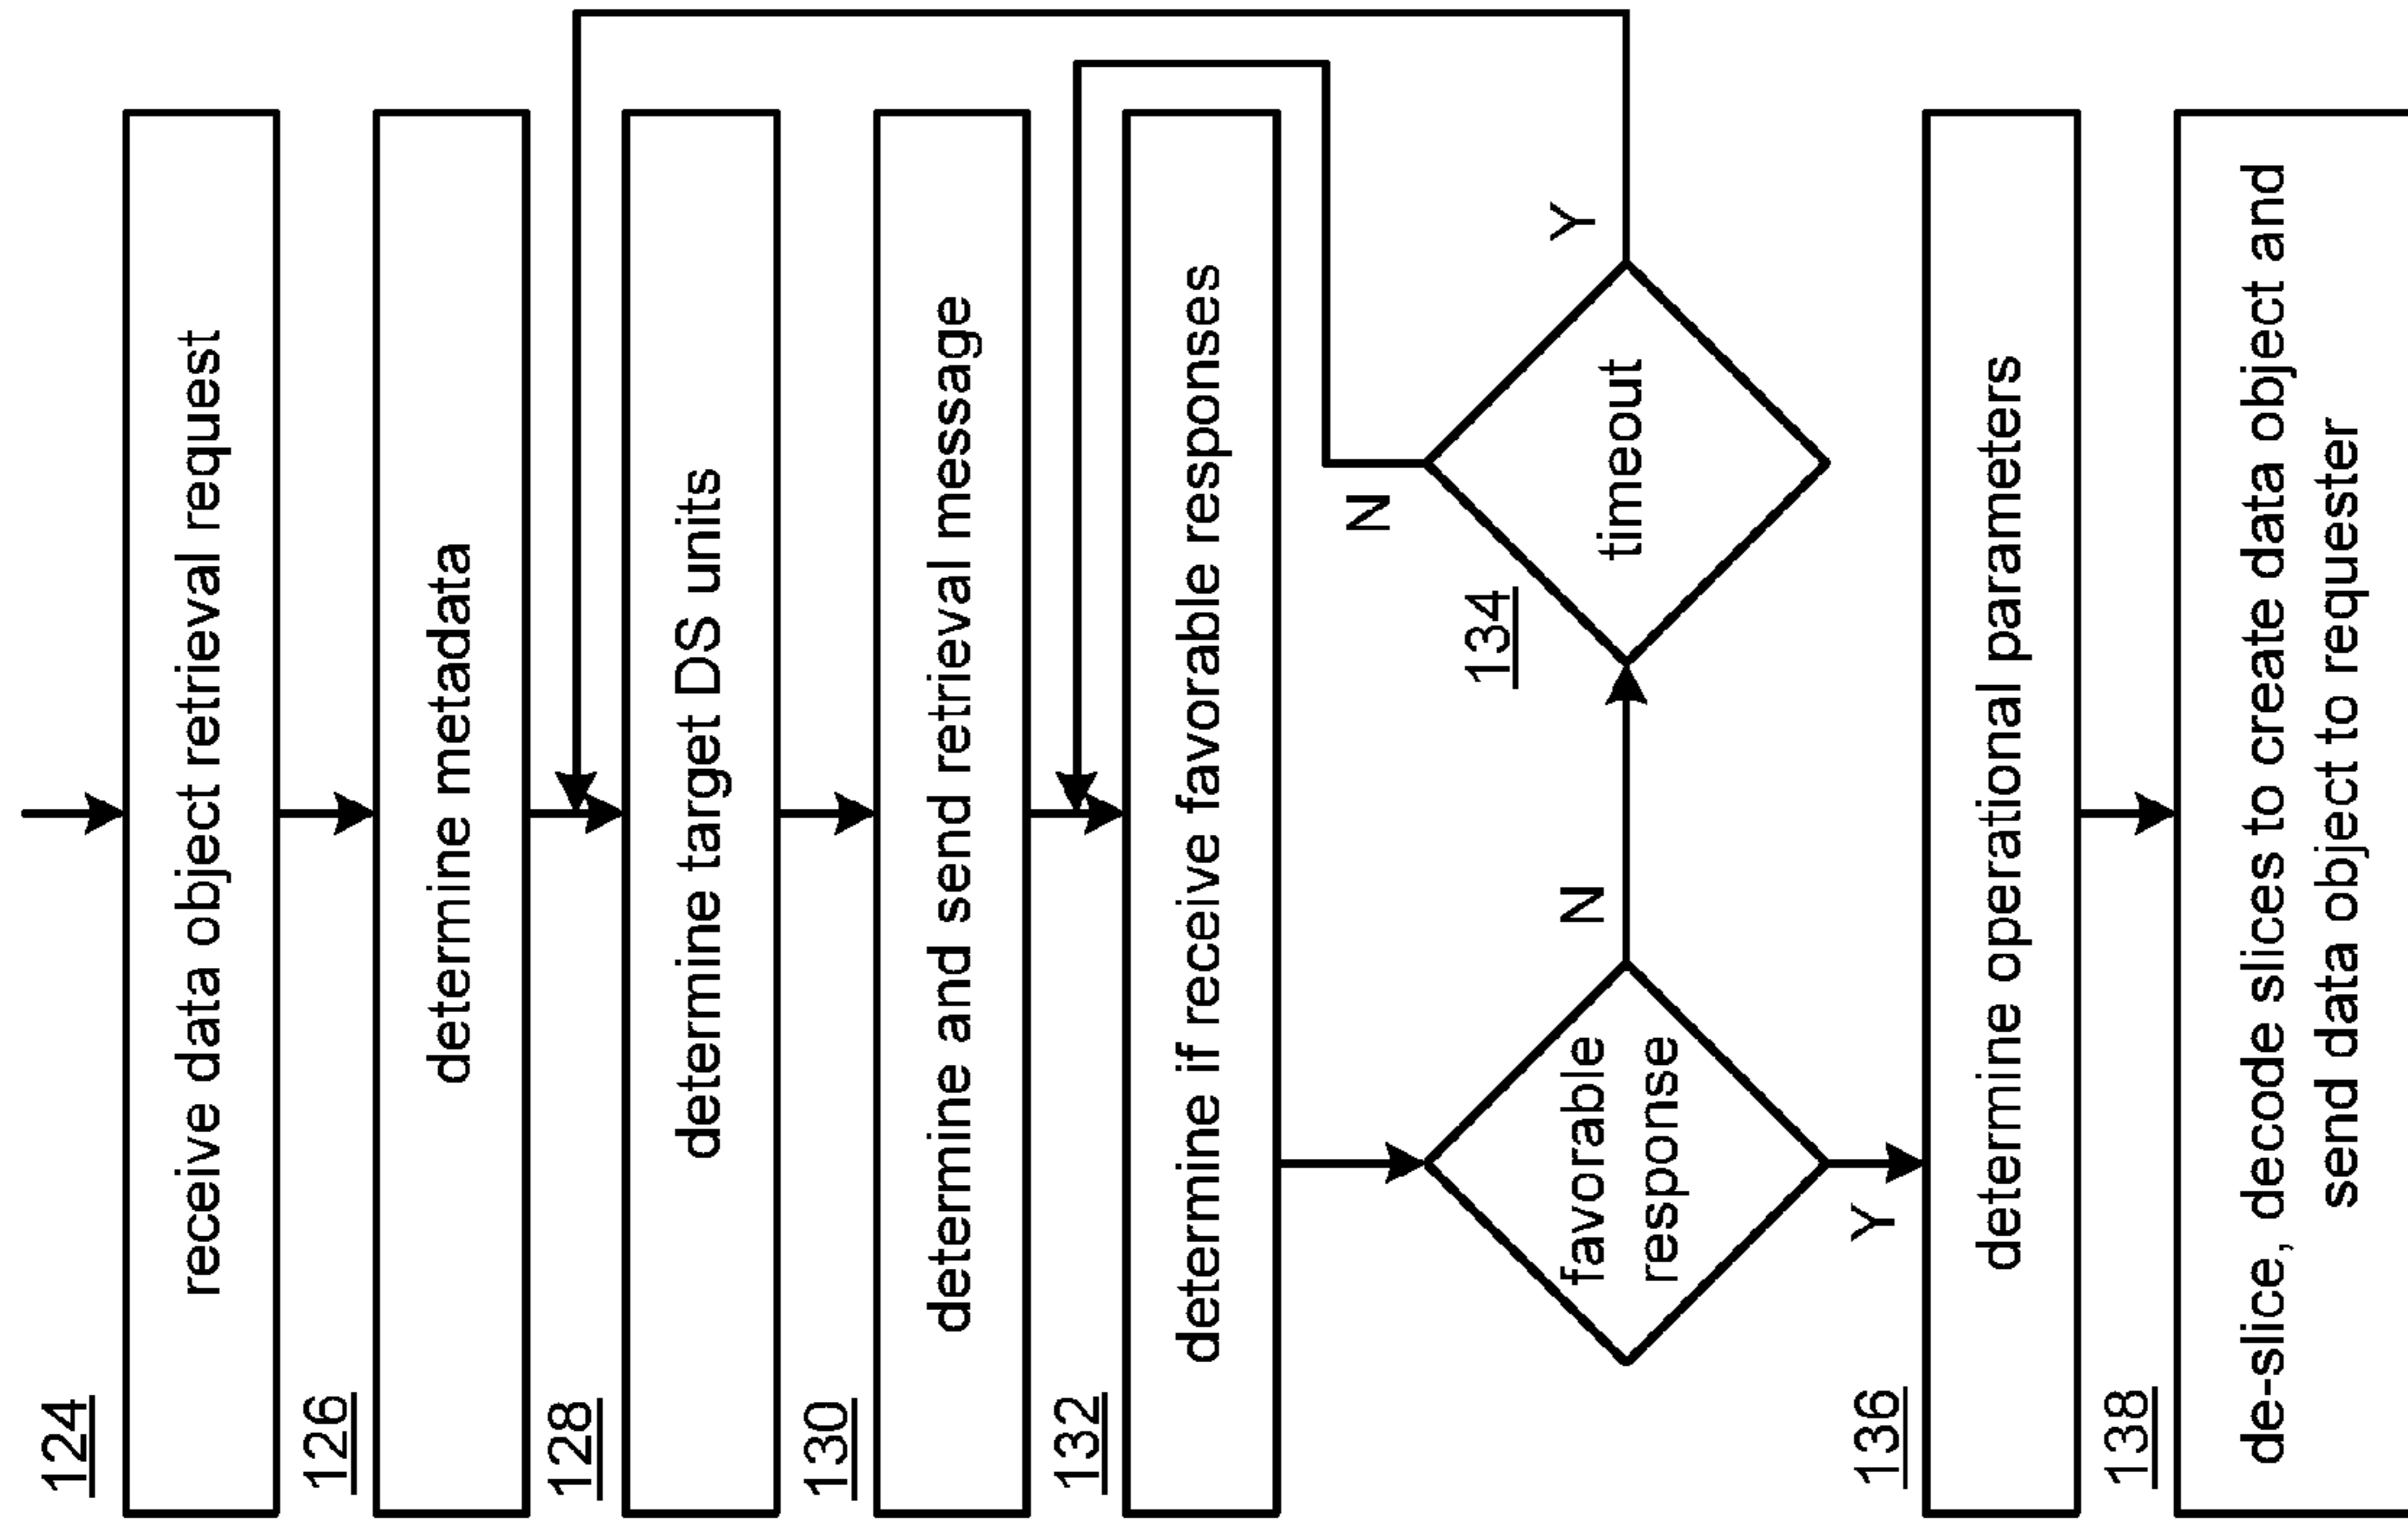 124
receive data object retrieval request
126
determine metadata
128
determine target DS units
130
determine and send retrieval message
132
determine if receive favorable responses
favorable
response
N
Y
134
timeout
N
Y
136
determine operational parameters
138
de-slice, decode slices to create data object and
send data object to requester